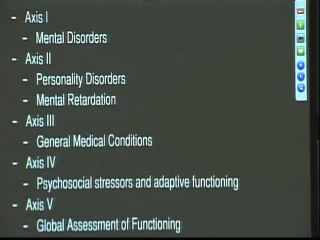 - Axis I
- Mental Disorders
- Axis II
- Personality Disorders
- Mental Retardation
- Axis III
- General Medical Conditions
- Axis IV
- Psychosocial stressors and adaptive functioning
- Axis V
- Global Assessment of Functioning